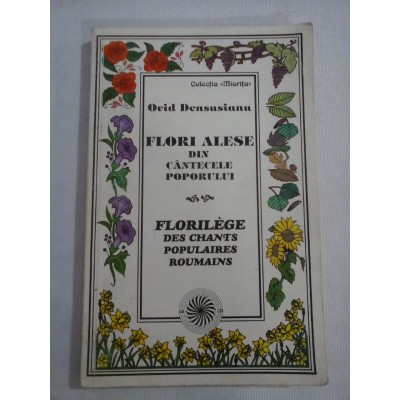 Colecția «Miorița»
Ovid Densusianu
FLORI ALESE
DIN
CÂNTECELE
POPORULUI
FLORILÈGE
DES CHANTS
POPULAIRES
ROUMAINS